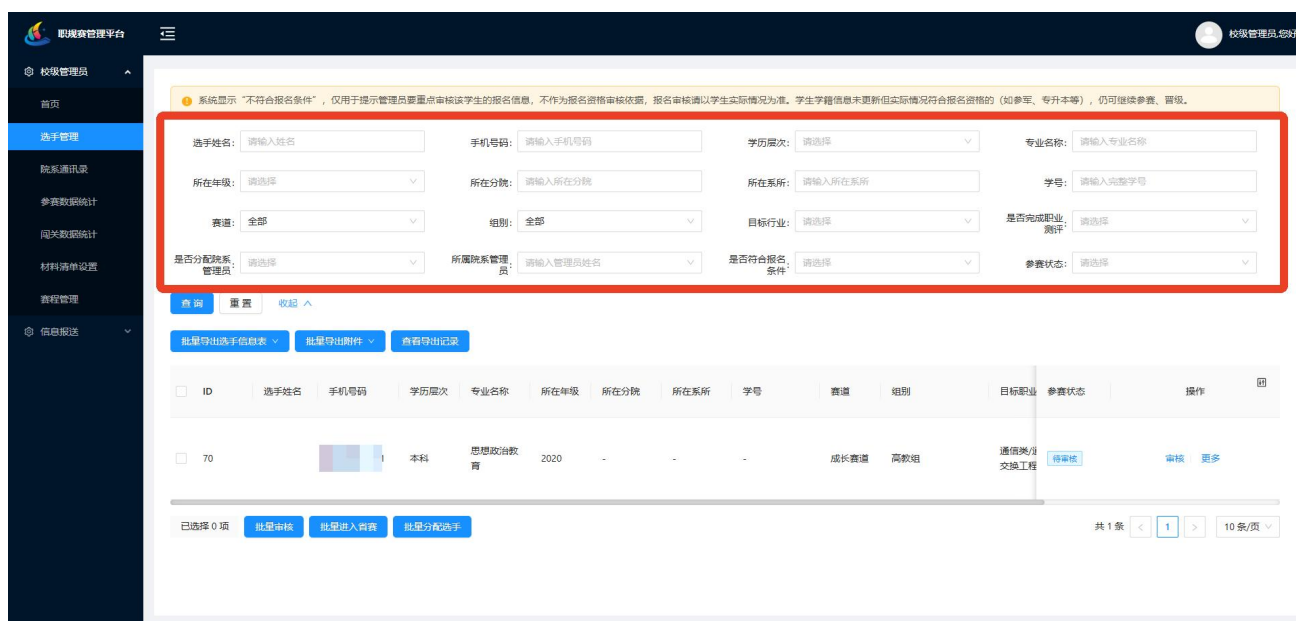 职规赛管理平台
校级管理员,您好
校级管理员
首页
选手管理
院系通讯录
参赛数据统计
闯关数据统计
材料清单设置
赛程管理
信息报送
系统显示“不符合报名条件”，仅用于提示管理员要重点审核该学生的报名信息，不作为报名资格审核依据，报名审核请以学生实际情况为准。学生学籍信息未更新但实际情况符合报名资格的（如参军、专升本等），仍可继续参赛、晋级。
选手姓名: 请输入姓名 手机号码: 请输入手机号码 学历层次: 请选择 专业名称: 请输入专业名称
所在年级: 请选择 所在分院: 请输入所在分院 所在系所: 请输入所在系所 学号: 请输入完整学号
赛道: 全部 组别: 全部 目标行业: 请选择 是否完成职业测评: 请选择
是否分配院系管理员: 请选择 所属院系管理员: 请输入管理员姓名 是否符合报名条件: 请选择 参赛状态: 请选择
查询 重置 收起
批量导出选手信息表 批量导出附件 查看导出记录
ID 选手姓名 手机号码 学历层次 专业名称 所在年级 所在分院 所在系所 学号 赛道 组别 目标职业 参赛状态 操作
70 1 本科 思想政治教育 2020 - - - 成长赛道 高教组 通信类/ 交换工程 待审核 审核 更多
已选择 0 项 批量审核 批量进入省赛 批量分配选手 共 1 条 < 1 > 10 条/页